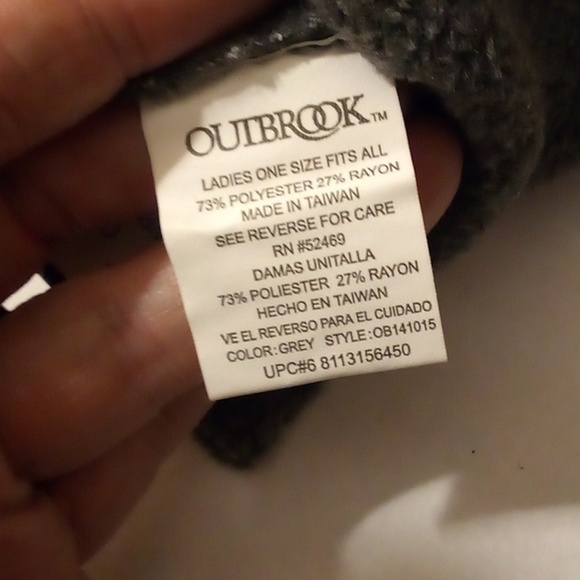 OUTBROOK™
LADIES ONE SIZE FITS ALL
73% POLYESTER 27% RAYON
MADE IN TAIWAN
SEE REVERSE FOR CARE
RN #52469
DAMAS UNITALLA
73% POLIESTER 27% RAYON
HECHO EN TAIWAN
VE EL REVERSO PARA EL CUIDADO
COLOR:GREY STYLE:OB141015
UPC#6 8113156450